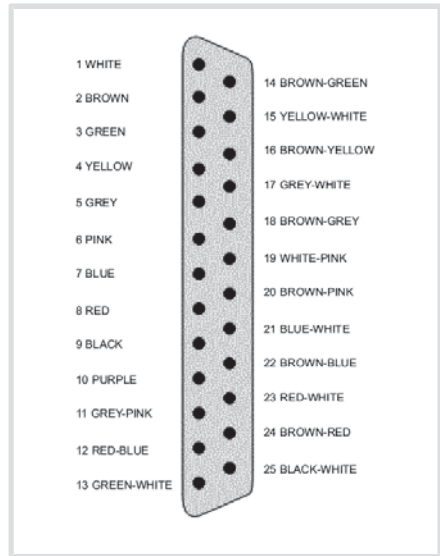 1 WHITE
2 BROWN
3 GREEN
4 YELLOW
5 GREY
6 PINK
7 BLUE
8 RED
9 BLACK
10 PURPLE
11 GREY-PINK
12 RED-BLUE
13 GREEN-WHITE
14 BROWN-GREEN
15 YELLOW-WHITE
16 BROWN-YELLOW
17 GREY-WHITE
18 BROWN-GREY
19 WHITE-PINK
20 BROWN-PINK
21 BLUE-WHITE
22 BROWN-BLUE
23 RED-WHITE
24 BROWN-RED
25 BLACK-WHITE